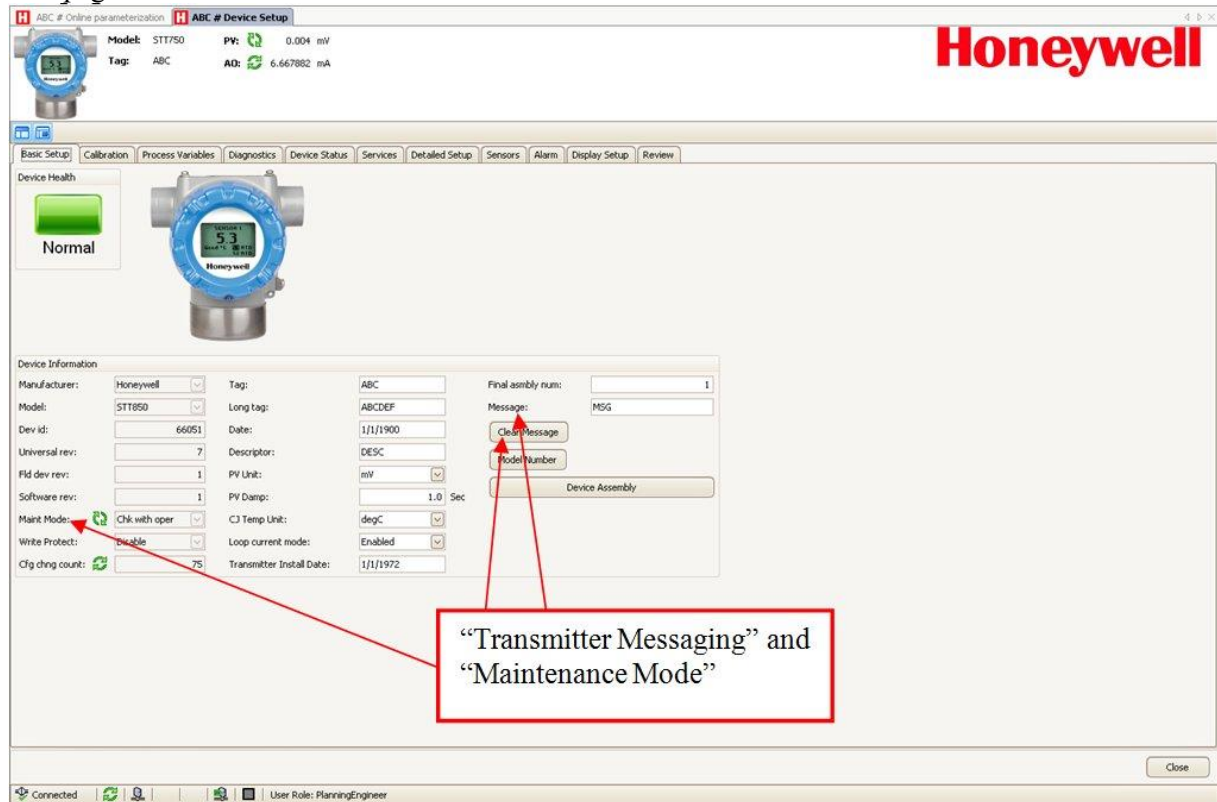 ABC # Online parameterization ABC # Device Setup
Model: STT750 PV: 0.004 mV
Tag: ABC AO: 6.667882 mA
Honeywell
Basic Setup Calibration Process Variables Diagnostics Device Status Services Detailed Setup Sensors Alarm Display Setup Review
Device Health
Normal
SENSOR 1
5.3
Honeywell
Device Information
Manufacturer: Honeywell Tag: ABC Final asmbly num: 1
Model: STT850 Long tag: ABCDEF Message: MSG
Dev id: 66051 Date: 1/1/1900 Clear Message
Universal rev: 7 Descriptor: DESC Model Number
Fld dev rev: 1 PV Unit: mV Device Assembly
Software rev: 1 PV Damp: 1.0 Sec
Maint Mode: Chk with oper CJ Temp Unit: degC
Write Protect: Disable Loop current mode: Enabled
Cfg chng count: 75 Transmitter Install Date: 1/1/1972
“Transmitter Messaging” and
“Maintenance Mode”
Close
Connected User Role: PlanningEngineer